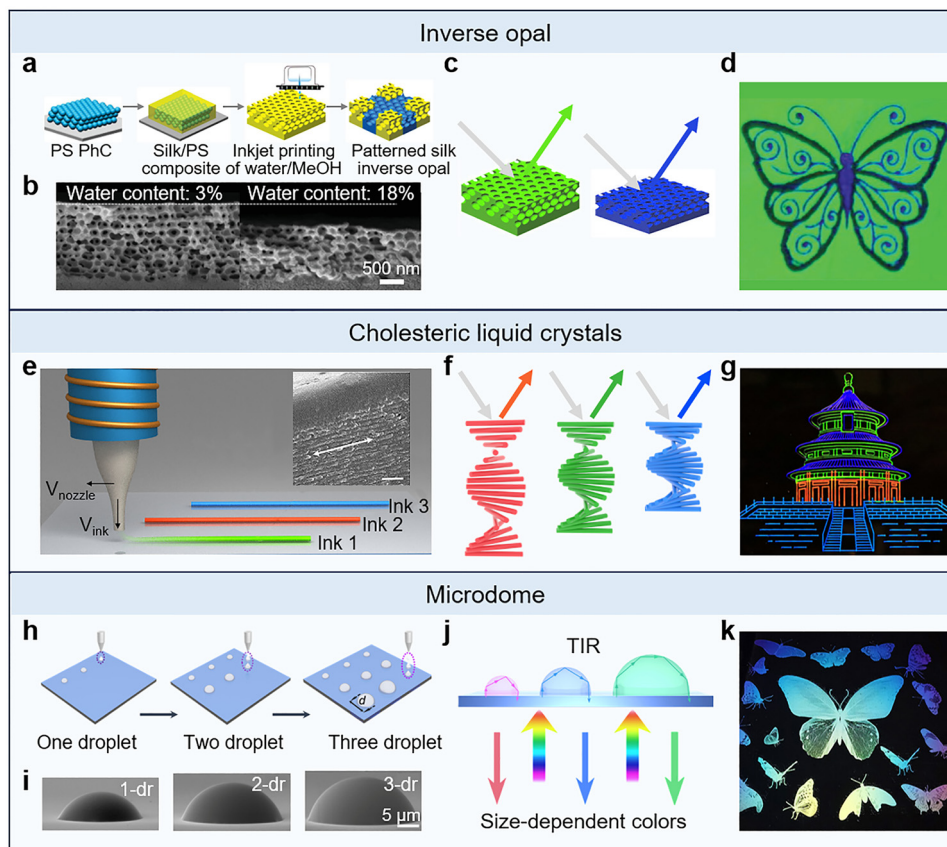 Inverse opal
a
PS PhC
Silk/PS
composite
Inkjet printing
of water/MeOH
Patterned silk
inverse opal
b
Water content: 3%
Water content: 18%
500 nm
c
d
Cholesteric liquid crystals
e
Vnozzle
Vink
Ink 3
Ink 2
Ink 1
f
g
Microdome
h
d
One droplet
Two droplet
Three droplet
i
1-dr
2-dr
3-dr
5 μm
j
TIR
Size-dependent colors
k